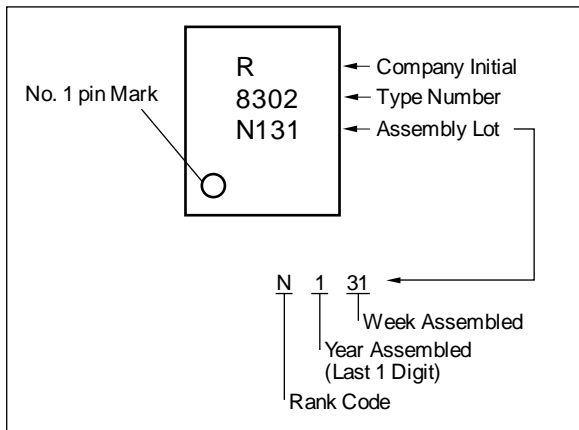 R
Company Initial
No. 1 pin Mark
8302
Type Number
N131
Assembly Lot
N 1 31
Week Assembled
Year Assembled
(Last 1 Digit)
Rank Code